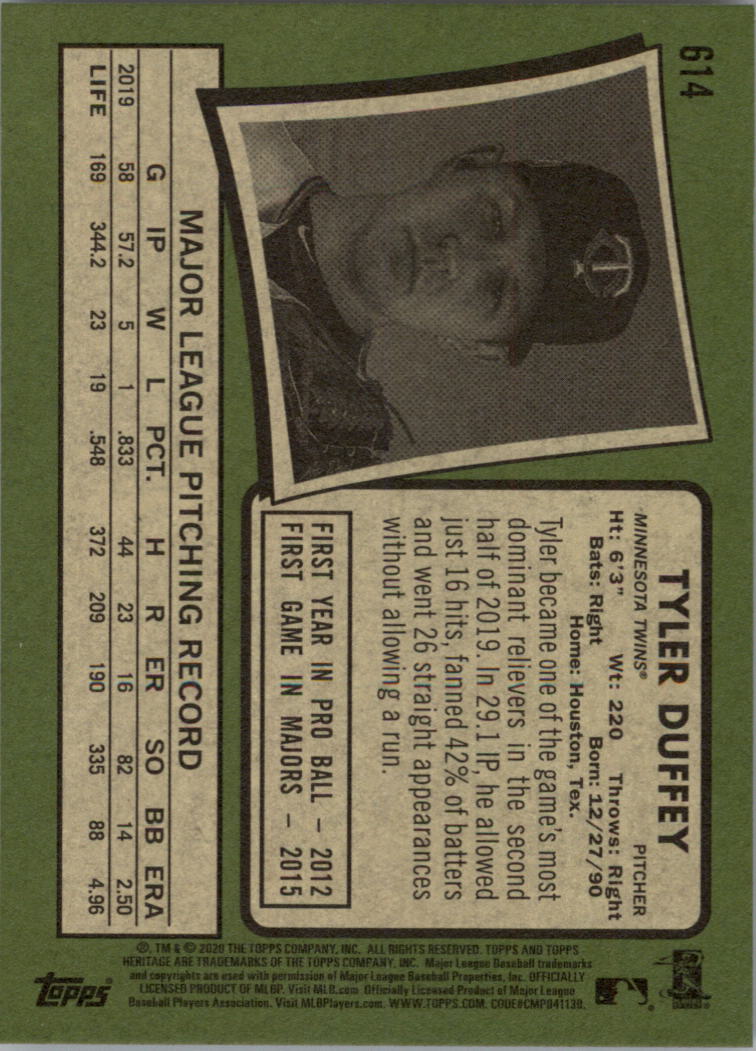 614
TYLER DUFFEY
MINNESOTA TWINS® PITCHER
Ht: 6'3" Wt: 220 Throws: Right
Bats: Right Born: 12/27/90
Home: Houston, Tex.
Tyler became one of the game's most
dominant relievers in the second
half of 2019. In 29.1 IP, he allowed
just 16 hits, fanned 42% of batters
and went 26 straight appearances
without allowing a run.
FIRST YEAR IN PRO BALL – 2012
FIRST GAME IN MAJORS – 2015
MAJOR LEAGUE PITCHING RECORD
G IP W L PCT. H R ER SO BB ERA
2019 58 57.2 5 1 .833 44 23 16 82 14 2.50
LIFE 169 344.2 23 19 .548 372 209 190 335 88 4.96
®, TM & © 2020 THE TOPPS COMPANY, INC. ALL RIGHTS RESERVED. TOPPS AND TOPPS
HERITAGE ARE TRADEMARKS OF THE TOPPS COMPANY, INC. Major League Baseball trademarks
and copyrights are used with permission of Major League Baseball Properties, Inc. OFFICIALLY
LICENSED PRODUCT OF MLBP. Visit MLB.com Officially Licensed Product of Major League
Baseball Players Association. Visit MLBPlayers.com. WWW.TOPPS.COM. CODE#CMP041130.
Topps®